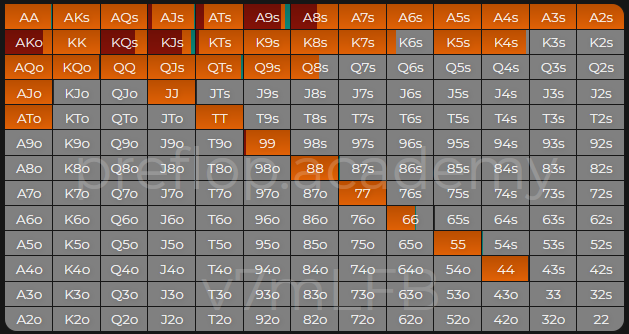 AA AKs AQs AJs ATs A9s A8s A7s A6s A5s A4s A3s A2s
AKo KK KQs KJs KTs K9s K8s K7s K6s K5s K4s K3s K2s
AQo KQo QQ QJs QTs Q9s Q8s Q7s Q6s Q5s Q4s Q3s Q2s
AJo KJo QJo JJ JTs J9s J8s J7s J6s J5s J4s J3s J2s
ATo KTo QTo JTo TT T9s T8s T7s T6s T5s T4s T3s T2s
A9o K9o Q9o J9o T9o 99 98s 97s 96s 95s 94s 93s 92s
A8o K8o Q8o J8o T8o 98o 88 87s 86s 85s 84s 83s 82s
preflop.academy
A7o K7o Q7o J7o T7o 97o 87o 77 76s 75s 74s 73s 72s
A6o K6o Q6o J6o T6o 96o 86o 76o 66 65s 64s 63s 62s
A5o K5o Q5o J5o T5o 95o 85o 75o 65o 55 54s 53s 52s
A4o K4o Q4o J4o T4o 94o 84o 74o 64o 54o 44 43s 42s
v7mLFB
A3o K3o Q3o J3o T3o 93o 83o 73o 63o 53o 43o 33 32s
A2o K2o Q2o J2o T2o 92o 82o 72o 62o 52o 42o 32o 22